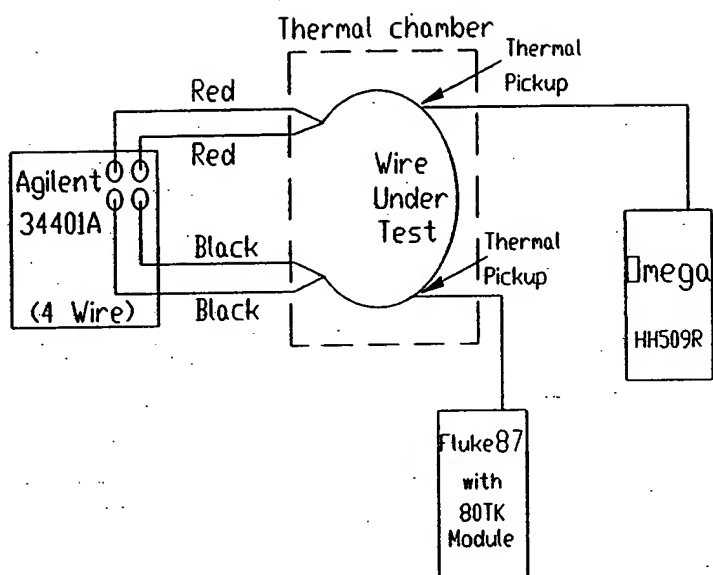 Thermal chamber
Thermal
Pickup
Red
Red
Agilent
34401A
(4 Wire)
Wire
Under
Test
Black
Black
Thermal
Pickup
Omega
HH509R
Fluke87
with
80TK
Module